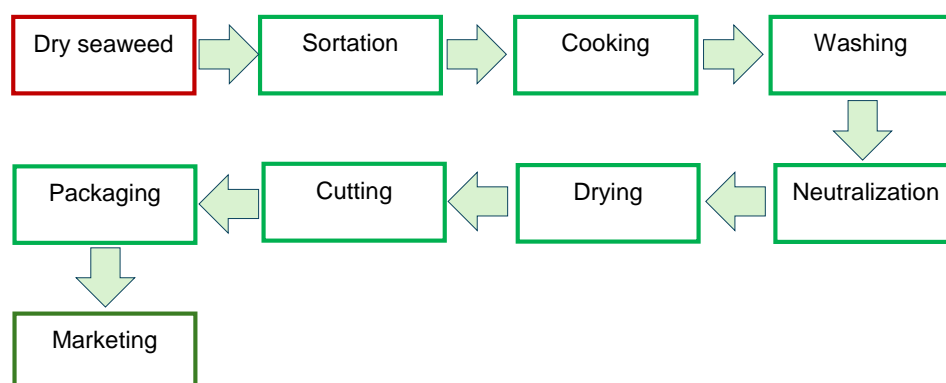 Dry seaweed
Sortation
Cooking
Washing
Neutralization
Drying
Cutting
Packaging
Marketing